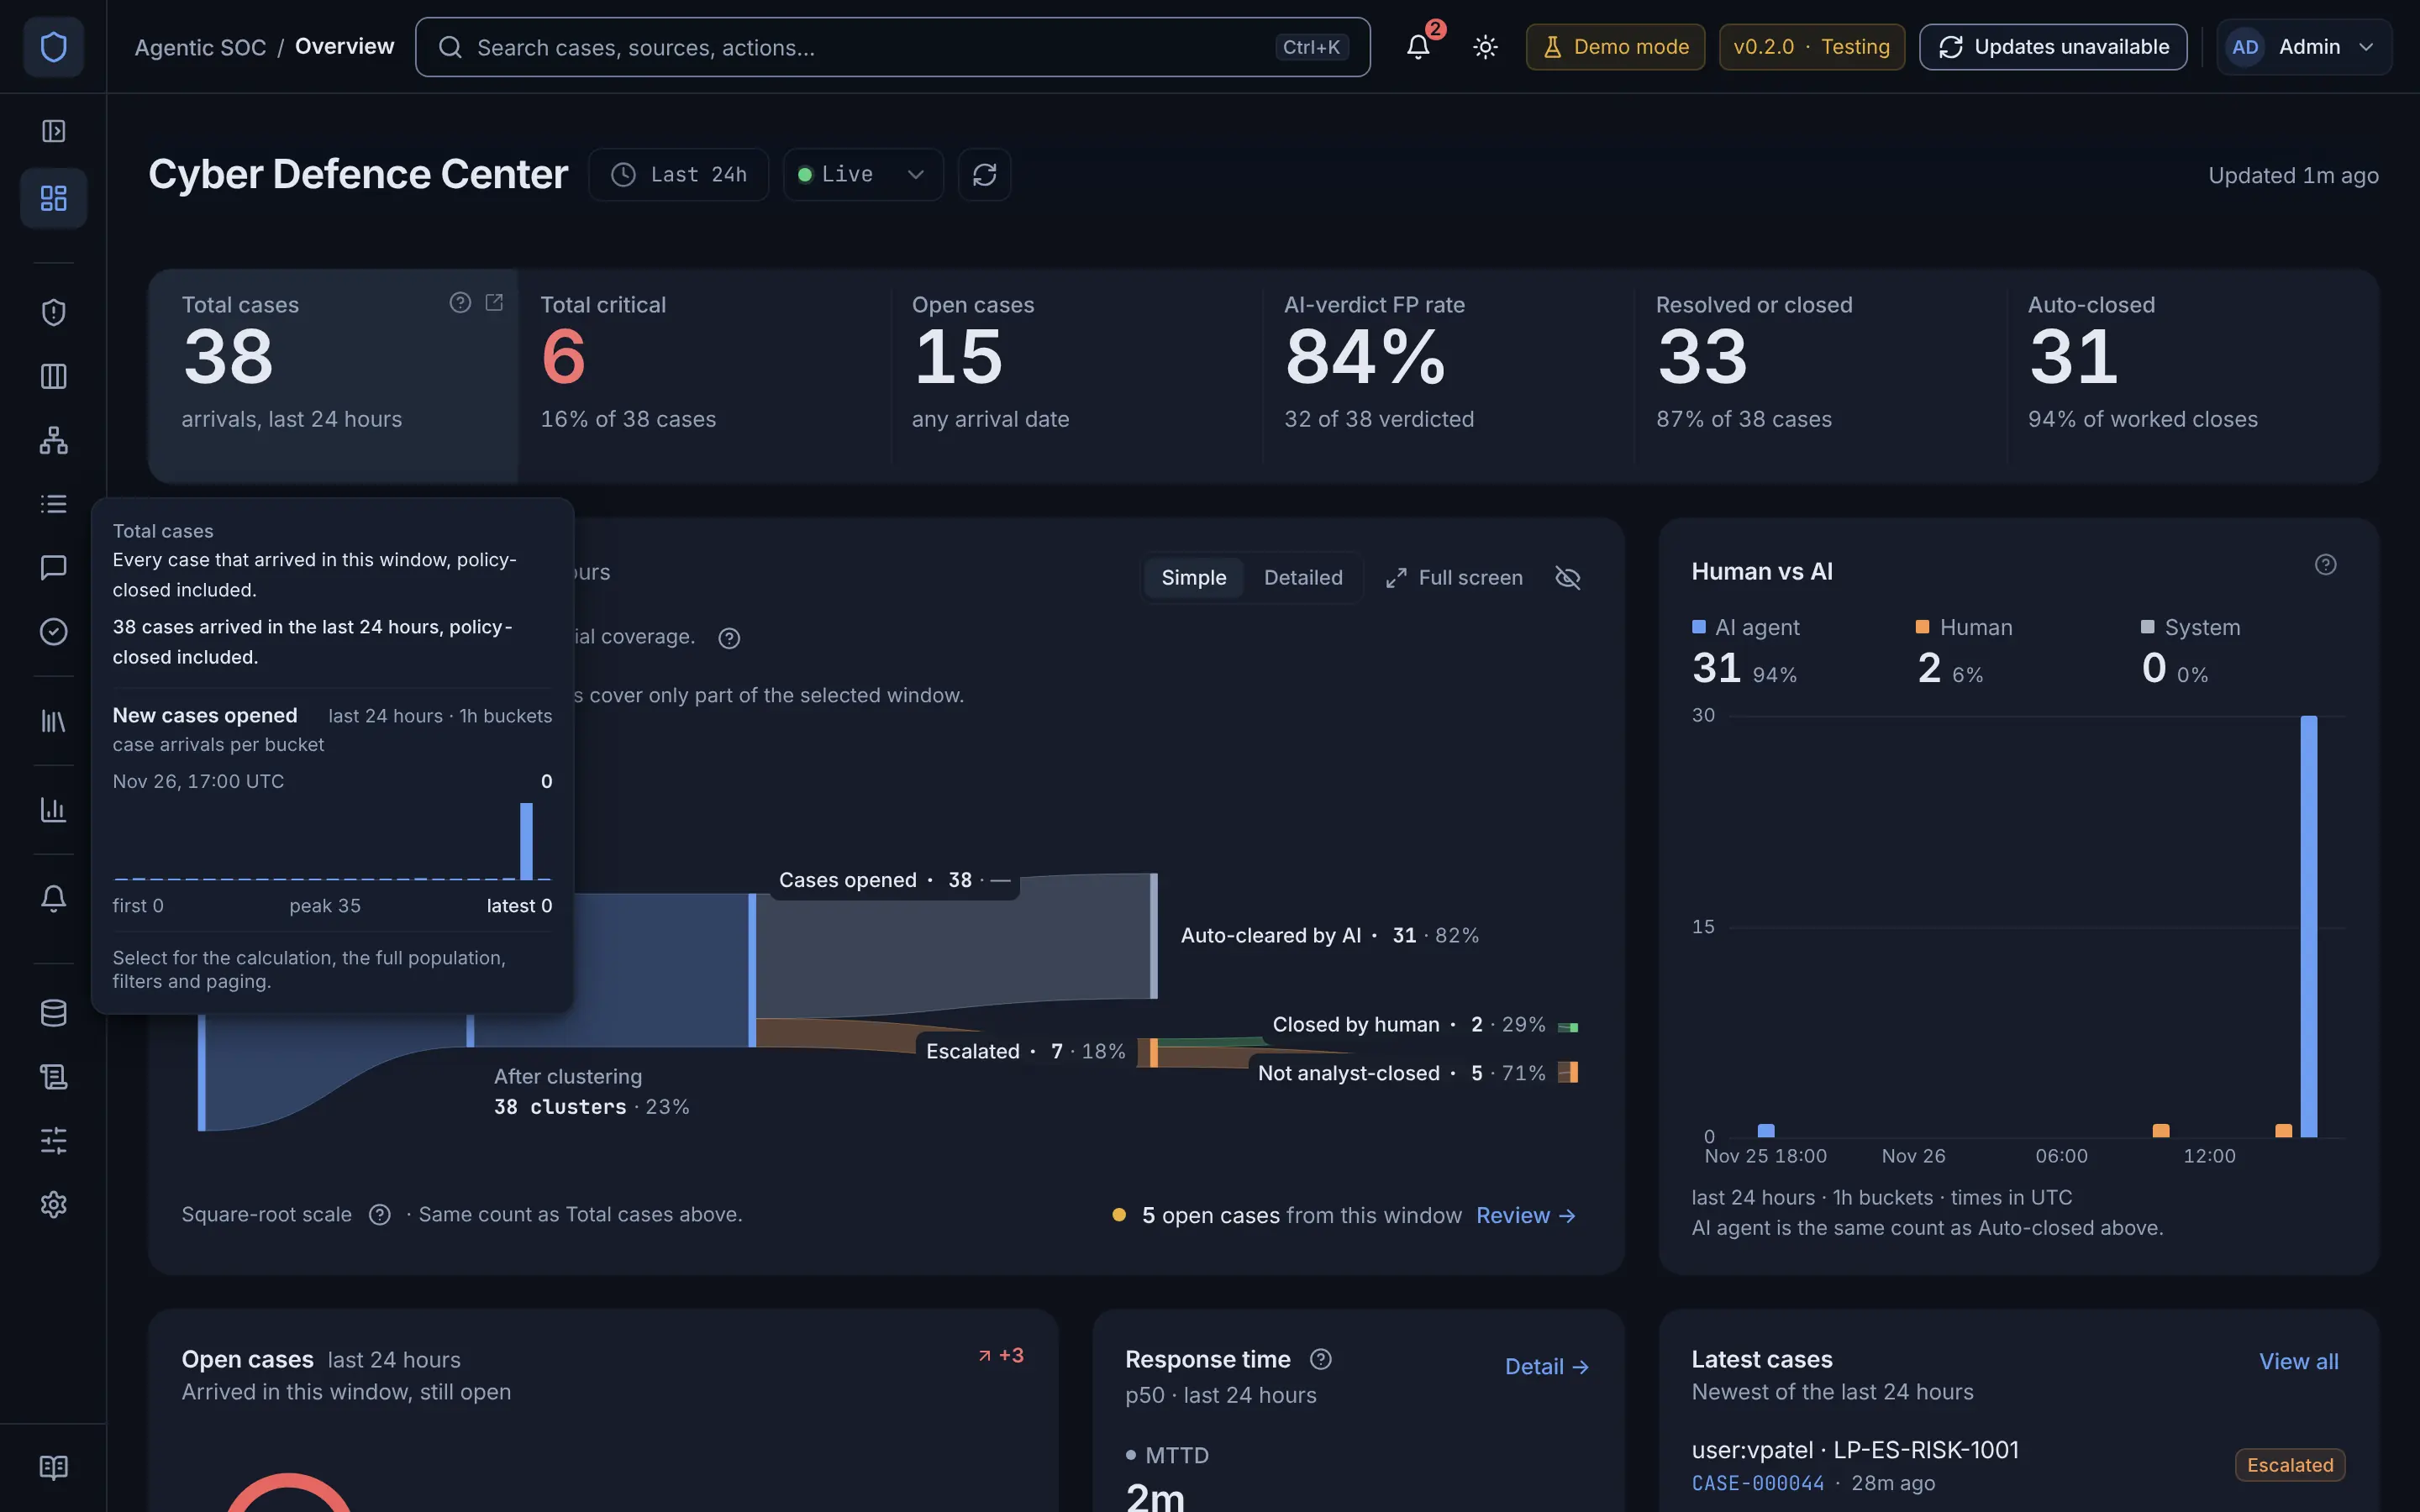 Agentic SOC / Overview
Search cases, sources, actions...
Ctrl+K
2
Demo mode
v0.2.0 · Testing
Updates unavailable
AD
Admin
Cyber Defence Center
Last 24h
Live
Updated 1m ago
Total cases
38
arrivals, last 24 hours
Total critical
6
16% of 38 cases
Open cases
15
any arrival date
AI-verdict FP rate
84%
32 of 38 verdicted
Resolved or closed
33
87% of 38 cases
Auto-closed
31
94% of worked closes
Total cases
Every case that arrived in this window, policy-
closed included.
38 cases arrived in the last 24 hours, policy-
closed included.
New cases opened
last 24 hours · 1h buckets
case arrivals per bucket
Nov 26, 17:00 UTC
0
first 0
peak 35
latest 0
Select for the calculation, the full population,
filters and paging.
Simple
Detailed
Full screen
ial coverage.
s cover only part of the selected window.
Cases opened · 38 · —
Auto-cleared by AI · 31 · 82%
Closed by human · 2 · 29%
Escalated · 7 · 18%
Not analyst-closed · 5 · 71%
After clustering
38 clusters · 23%
Square-root scale
· Same count as Total cases above.
5 open cases from this window
Review →
Human vs AI
AI agent
31 94%
Human
2 6%
System
0 0%
30
15
0
Nov 25 18:00
Nov 26
06:00
12:00
last 24 hours · 1h buckets · times in UTC
AI agent is the same count as Auto-closed above.
Open cases last 24 hours
Arrived in this window, still open
+3
Response time
p50 · last 24 hours
Detail →
MTTD
2m
Latest cases
Newest of the last 24 hours
View all
user:vpatel · LP-ES-RISK-1001
CASE-000044 · 28m ago
Escalated